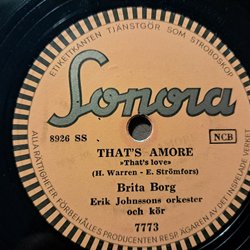 ETIKETTKANTEN TJÄNSTGÖR SOM STROBOSKOP
Sonora
8926 SS
NCB
THAT'S AMORE
»That's love»
(H. Warren - E. Strömfors)
Brita Borg
Erik Johnssons orkester
och kör
7773
ALLA RÄTTIGHETER FÖRBEHÅLLES PRODUCENTEN RESP. ÄGAREN AV DET INSPELADE VERKET